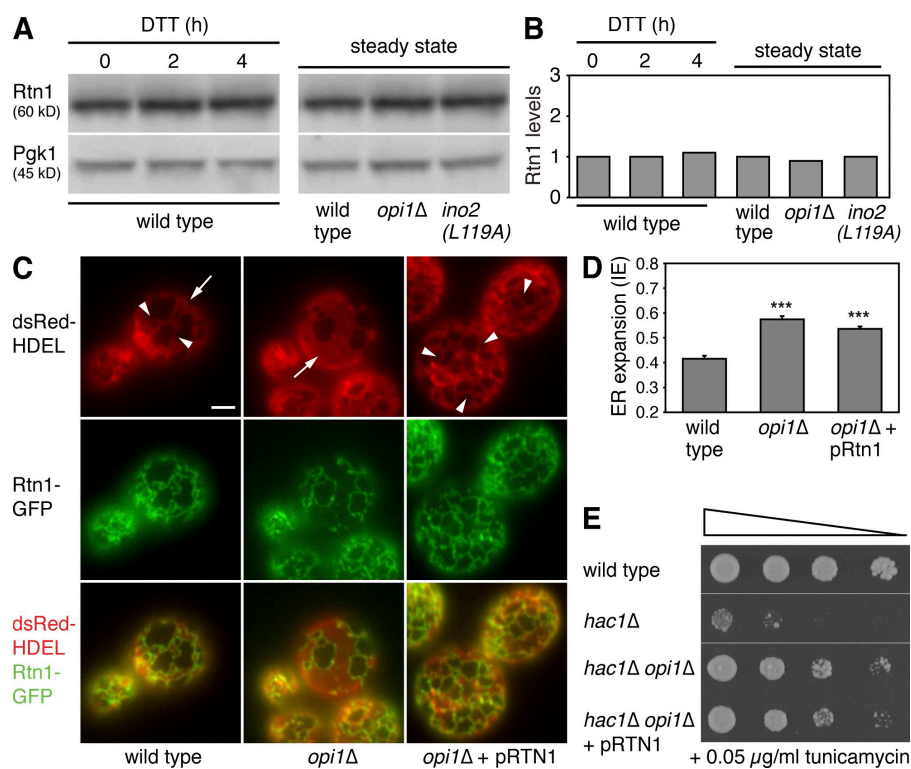 A
DTT (h)
0 2 4
steady state
Rtn1
(60 kD)
Pgk1
(45 kD)
wild type
wild
type
opi1Δ
ino2
(L119A)
B
DTT (h)
0 2 4
steady state
Rtn1 levels
3
2
1
0
wild type
wild
type
opi1Δ
ino2
(L119A)
C
dsRed-
HDEL
Rtn1-
GFP
dsRed-
HDEL
Rtn1-
GFP
wild type
opi1Δ
opi1Δ + pRTN1
D
ER expansion (IE)
0.8
0.7
0.6
0.5
0.4
0.3
0.2
***
***
wild
type
opi1Δ
opi1Δ +
pRtn1
E
wild type
hac1Δ
hac1Δ opi1Δ
hac1Δ opi1Δ
+ pRTN1
+ 0.05 µg/ml tunicamycin